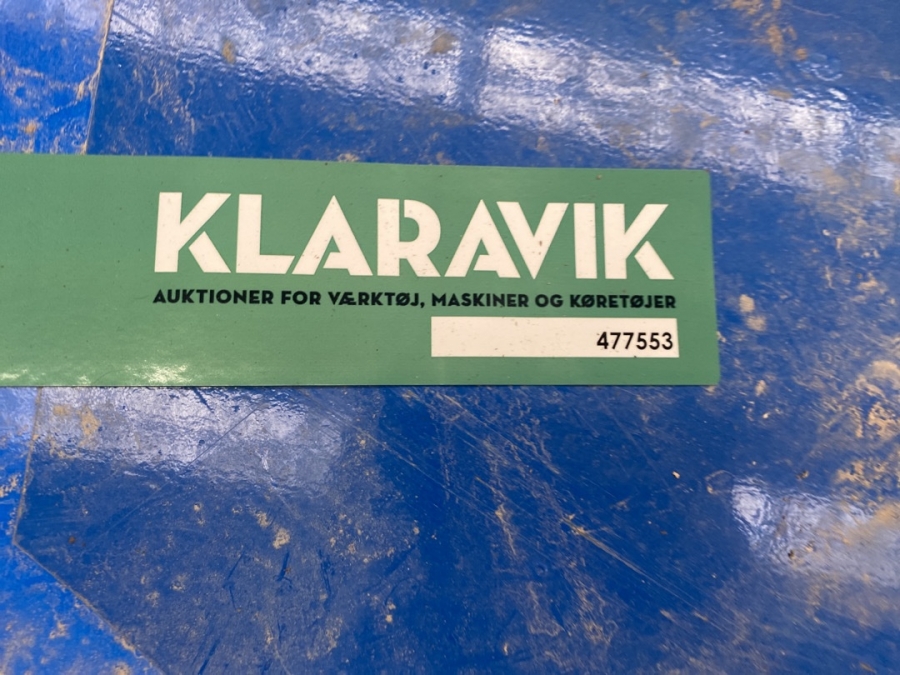 KLARAVIK
AUKTIONER FOR VÆRKTØJ, MASKINER OG KØRETØJER
477553